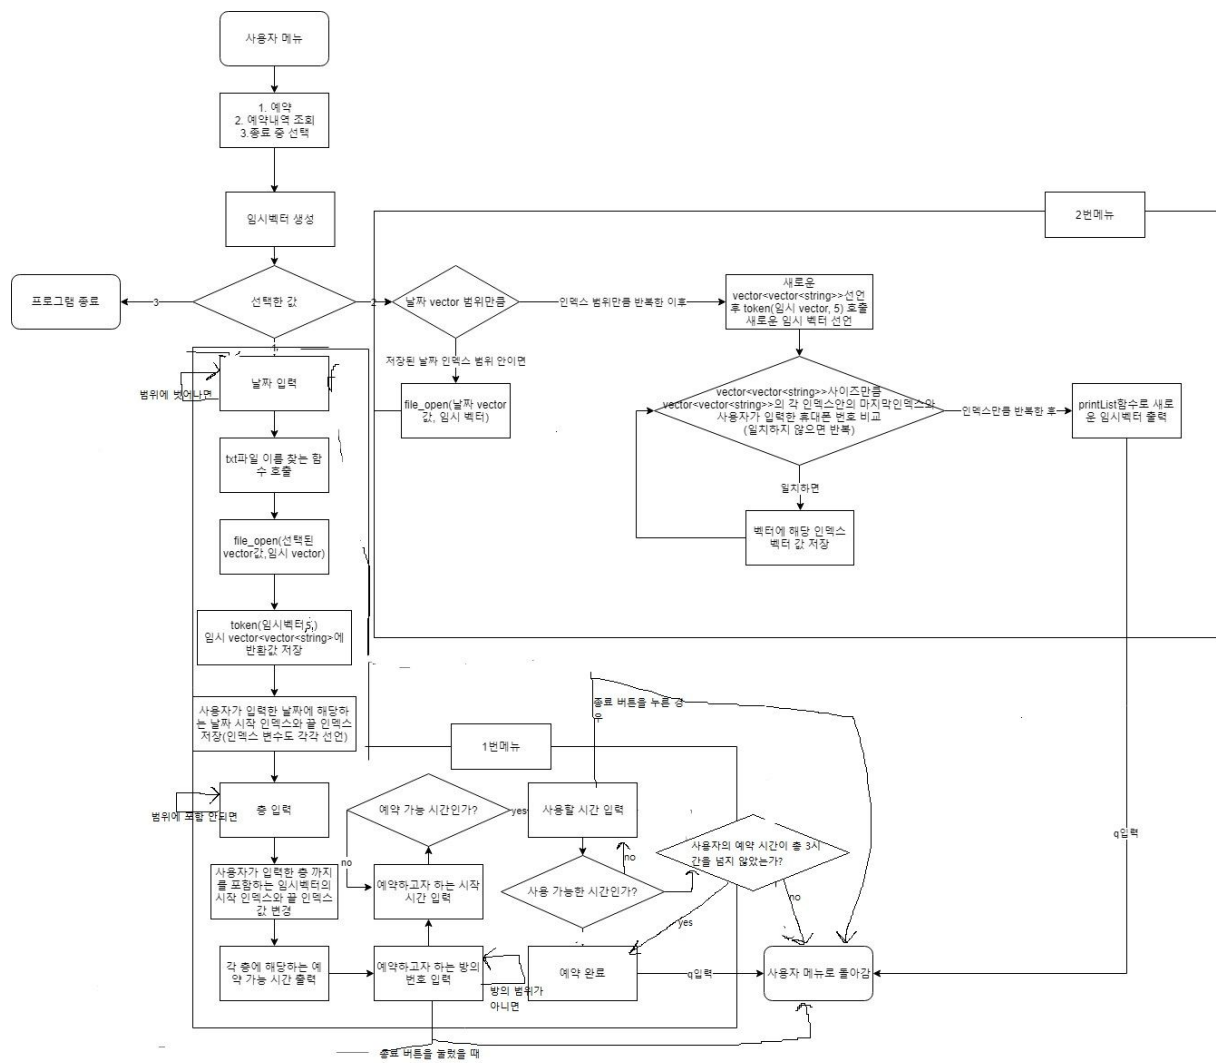 사용자 메뉴
1. 예약
2. 예약내역 조회
3.종료 중 선택
임시벡터 생성
2번메뉴
프로그램 종료
3
선택한 값
2
날짜 vector 범위만큼
인덱스 범위만큼 반복한 이후
새로운
vector<vector<string>>선언
후 token(임시 vector, 5) 호출
새로운 임시 벡터 선언
1
저장된 날짜 인덱스 범위 안이면
범위에 벗어나면
날짜 입력
file_open(날짜 vector
값, 임시 벡터)
vector<vector<string>>사이즈만큼
vector<vector<string>>의 각 인덱스안의 마지막인덱스와
사용자가 입력한 휴대폰 번호 비교
(일치하지 않으면 반복)
인덱스만큼 반복한 후
printList함수로 새로
운 임시벡터 출력
txt파일 이름 찾는 함
수 호출
일치하면
file_open(선택된
vector값,임시 vector)
벡터에 해당 인덱스
벡터 값 저장
token(임시벡터,5,)
임시 vector<vector<string>에
반환값 저장
사용자가 입력한 날짜에 해당하
는 날짜 시작 인덱스와 끝 인덱스
저장(인덱스 변수도 각각 선언)
종료 버튼을 누른 경
우
1번메뉴
범위에 포함 안되면
층 입력
예약 가능 시간인가?
yes
사용할 시간 입력
q입력
사용자의 예약 시간이 총 3시
간을 넘지 않았는가?
no
no
사용자가 입력한 층 까지
를 포함하는 임시벡터의
시작 인덱스와 끝 인덱스
값 변경
예약하고자 하는 시작
시간 입력
사용 가능한 시간인가?
no
yes
각 층에 해당하는 예
약 가능 시간 출력
예약하고자 하는 방의
번호 입력
방의 범위가
아니면
예약 완료
q입력
사용자 메뉴로 돌아감
종료 버튼을 눌렀을 때